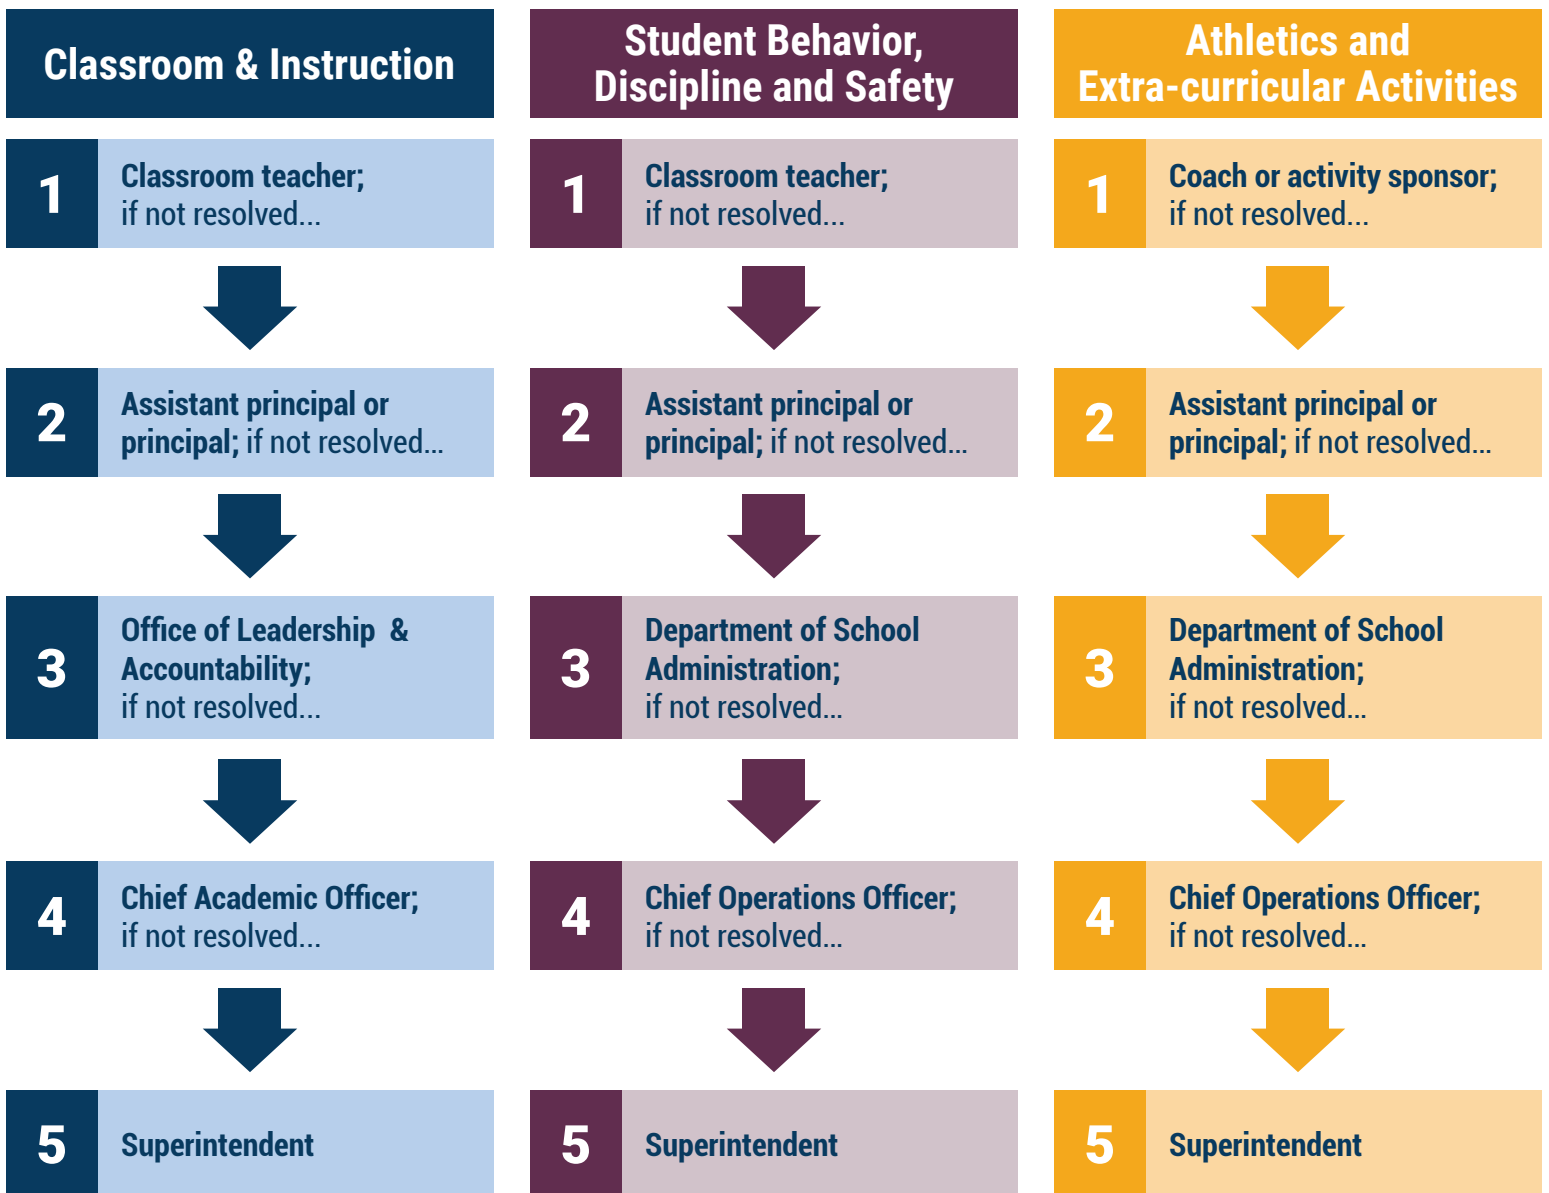 Classroom & Instruction
1
Classroom teacher;
if not resolved...
2
Assistant principal or
principal; if not resolved...
3
Office of Leadership &
Accountability;
if not resolved...
4
Chief Academic Officer;
if not resolved...
5
Superintendent
Student Behavior,
Discipline and Safety
1
Classroom teacher;
if not resolved...
2
Assistant principal or
principal; if not resolved...
3
Department of School
Administration;
if not resolved...
4
Chief Operations Officer;
if not resolved...
5
Superintendent
Athletics and
Extra-curricular Activities
1
Coach or activity sponsor;
if not resolved...
2
Assistant principal or
principal; if not resolved...
3
Department of School
Administration;
if not resolved...
4
Chief Operations Officer;
if not resolved...
5
Superintendent